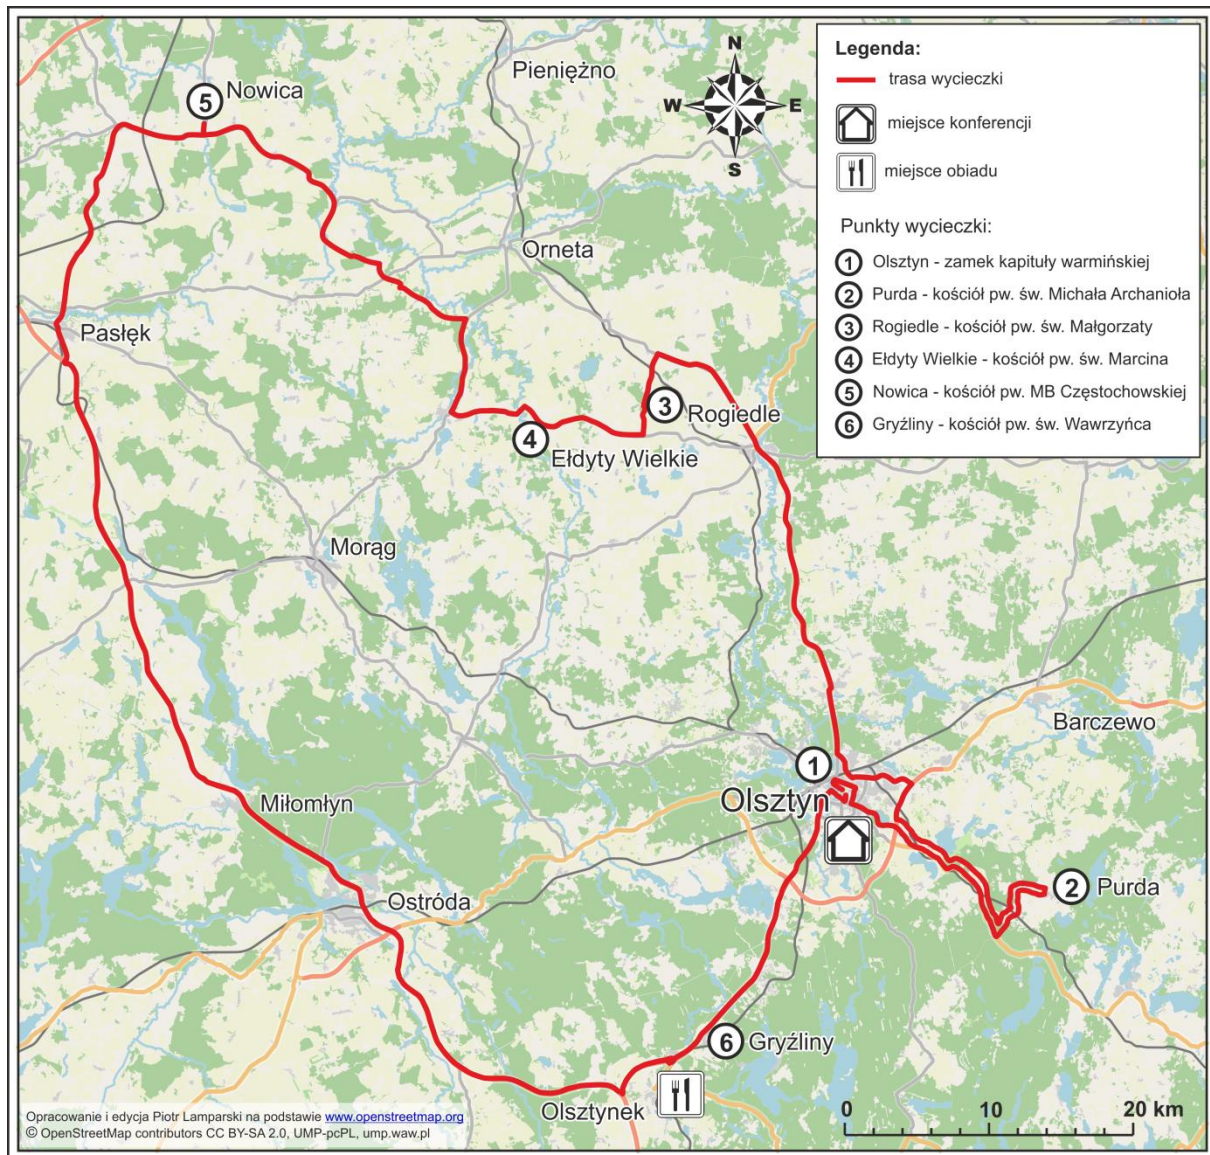 Legenda:
trasa wycieczki
miejsce konferencji
miejsce obiadu
Punkty wycieczki:
1 Olsztyn - zamek kapituły warmińskiej
2 Purda - kościół pw. św. Michała Archanioła
3 Rogiedle - kościół pw. św. Małgorzaty
4 Ełdyty Wielkie - kościół pw. św. Marcina
5 Nowica - kościół pw. MB Częstochowskiej
6 Gryźliny - kościół pw. św. Wawrzyńca
N
W E
S
Pieniężno
5 Nowica
Orneta
Pasłęk
3 Rogiedle
4
Ełdyty Wielkie
Morąg
Barczewo
1
Olsztyn
Miłomłyn
2 Purda
Ostróda
6 Gryźliny
Olsztynek
0 10 20 km
Opracowanie i edycja Piotr Lamparski na podstawie www.openstreetmap.org
© OpenStreetMap contributors CC BY-SA 2.0, UMP-pcPL, ump.waw.pl